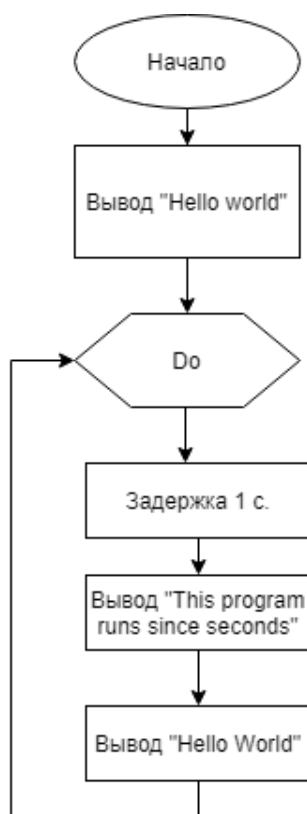 Начало
Вывод "Hello world"
Do
Задержка 1 с.
Вывод "This program
runs since seconds"
Вывод "Hello World"